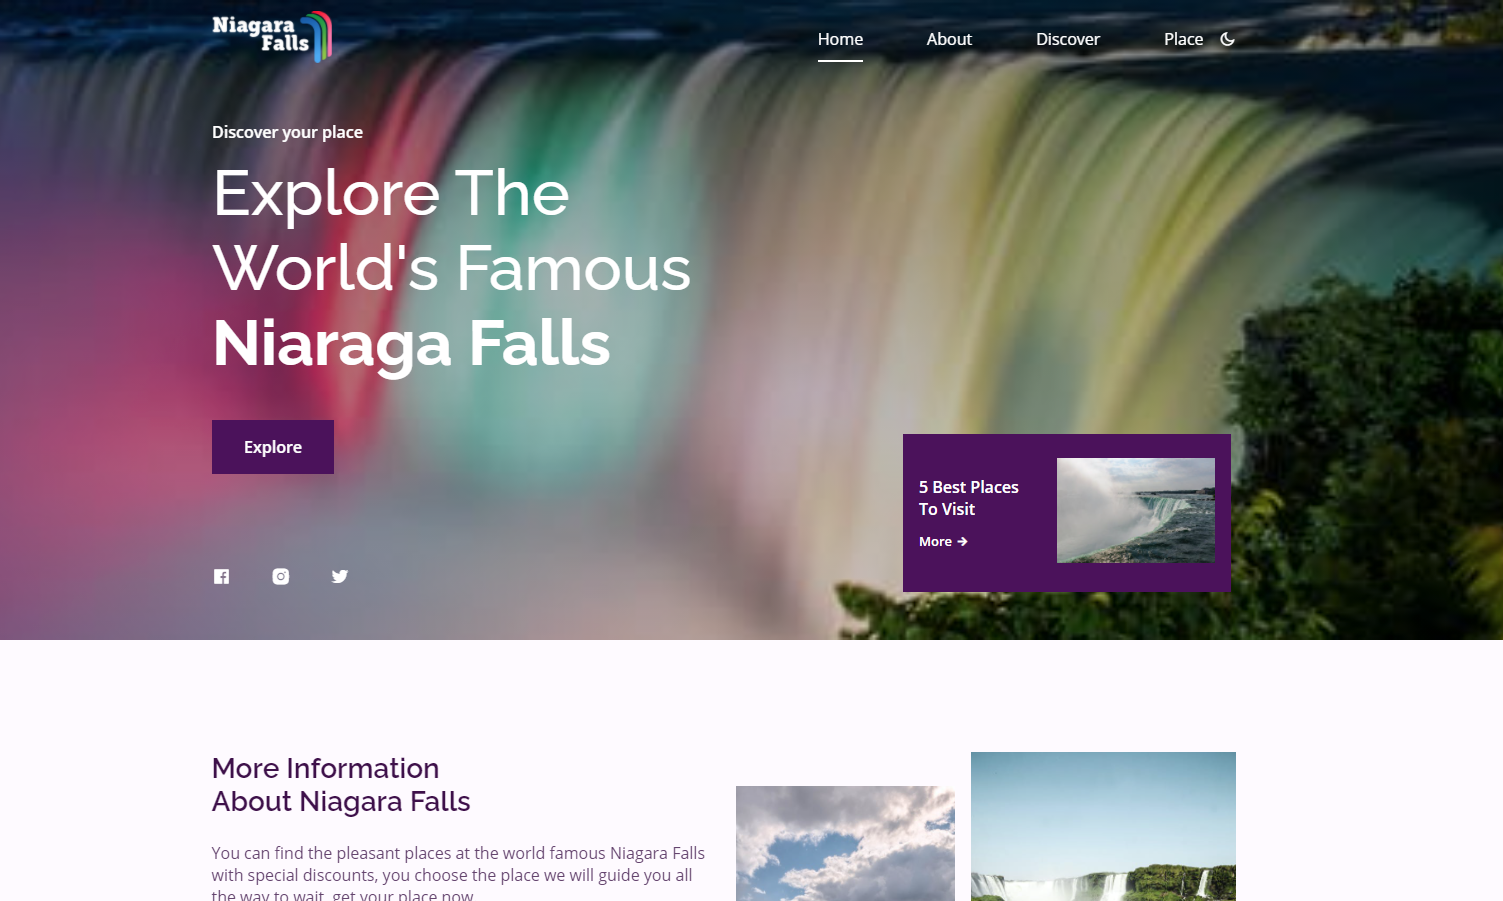 Niagara
Falls
Home
About
Discover
Place
Discover your place
Explore The
World's Famous
Niaraga Falls
Explore
5 Best Places
To Visit
More →
More Information
About Niagara Falls
You can find the pleasant places at the world famous Niagara Falls
with special discounts, you choose the place we will guide you all
the way to wait, get your place now